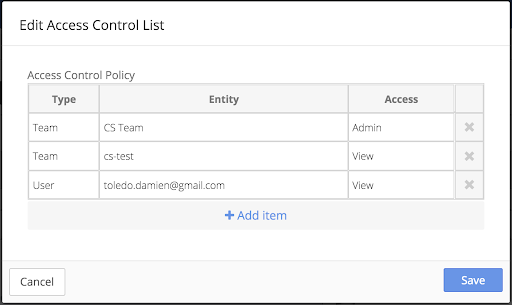 Edit Access Control List
Access Control Policy
Type Entity Access
Team CS Team Admin
Team cs-test View
User toledo.damien@gmail.com View
+ Add item
Cancel Save